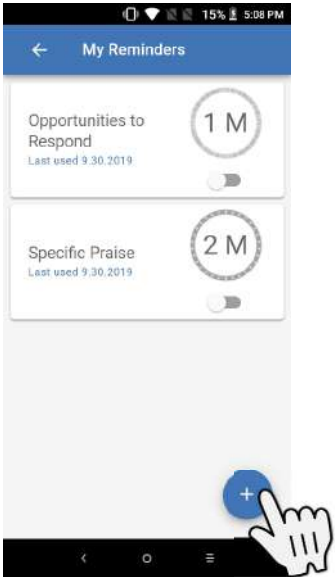 15% 5:08 PM
My Reminders
Opportunities to
Respond
Last used 9.30.2019
1 M
Specific Praise
Last used 9.30.2019
2 M
+